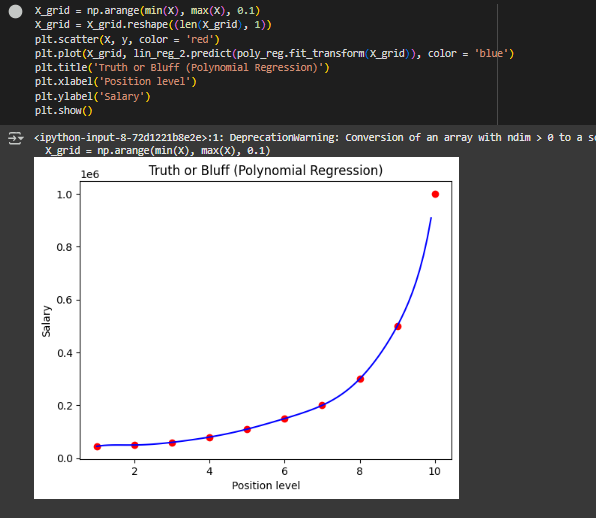 X_grid = np.arange(min(X), max(X), 0.1)
X_grid = X_grid.reshape((len(X_grid), 1))
plt.scatter(X, y, color = 'red')
plt.plot(X_grid, lin_reg_2.predict(poly_reg.fit_transform(X_grid)), color = 'blue')
plt.title('Truth or Bluff (Polynomial Regression)')
plt.xlabel('Position level')
plt.ylabel('Salary')
plt.show()
<ipython-input-8-72d1221b8e2e>:1: DeprecationWarning: Conversion of an array with ndim > 0 to a
X_grid = np.arange(min(X), max(X), 0.1)
1e6
Truth or Bluff (Polynomial Regression)
1.0
0.8
0.6
0.4
0.2
0.0
Salary
2
4
6
8
10
Position level